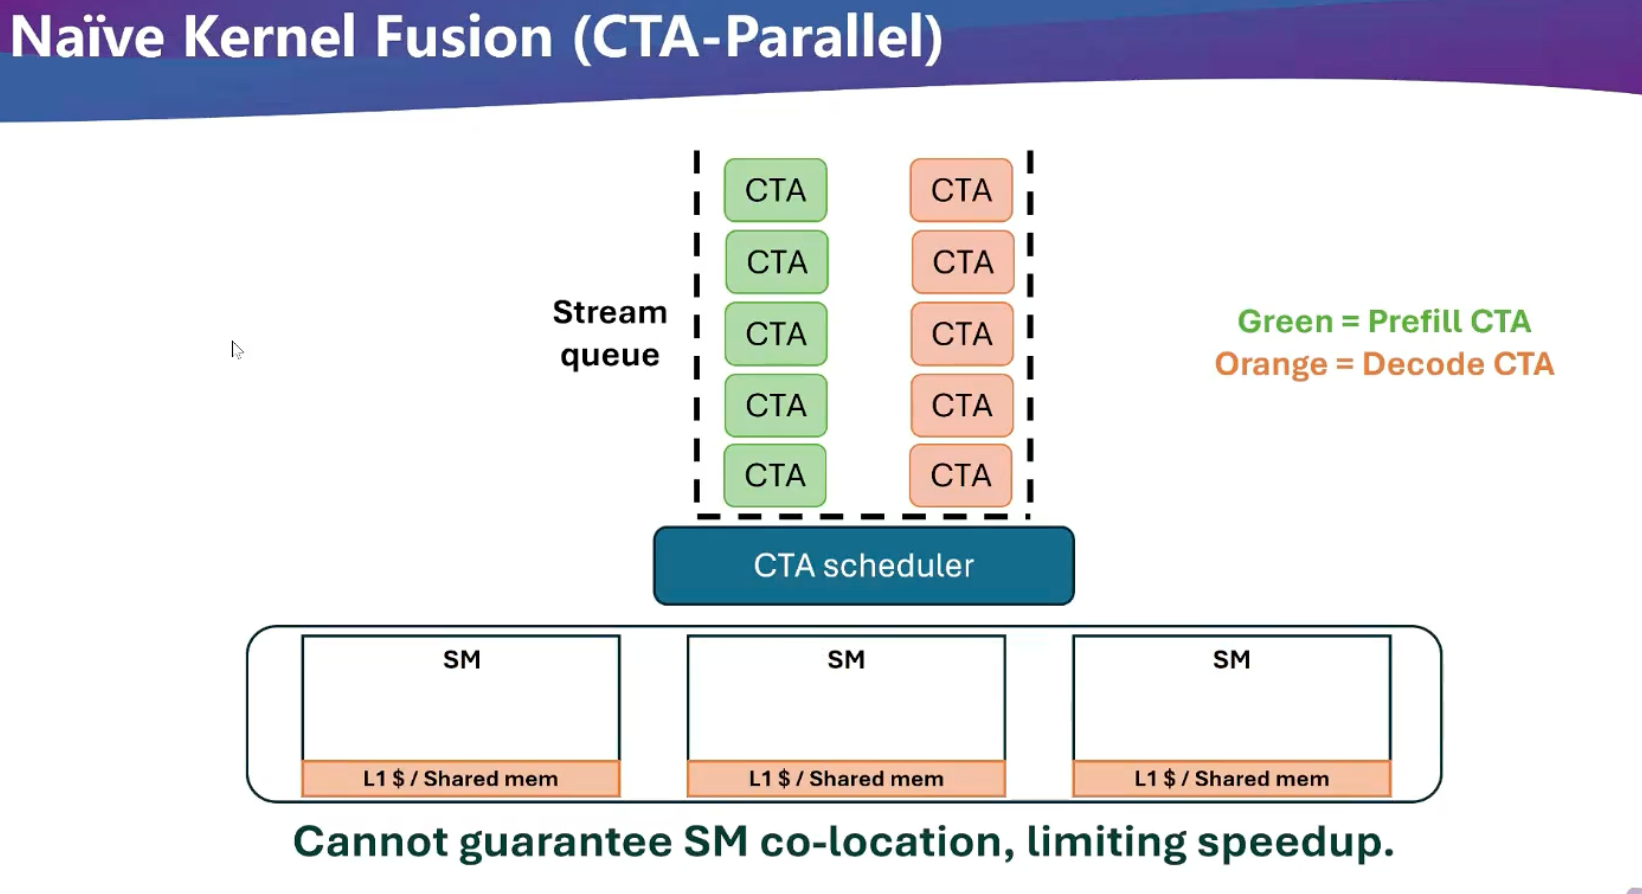 Naïve Kernel Fusion (CTA-Parallel)
CTA
CTA
CTA
CTA
CTA
CTA
CTA
CTA
CTA
CTA
Stream
queue
Green = Prefill CTA
Orange = Decode CTA
CTA scheduler
SM
SM
SM
L1 $ / Shared mem
L1 $ / Shared mem
L1 $ / Shared mem
Cannot guarantee SM co-location, limiting speedup.